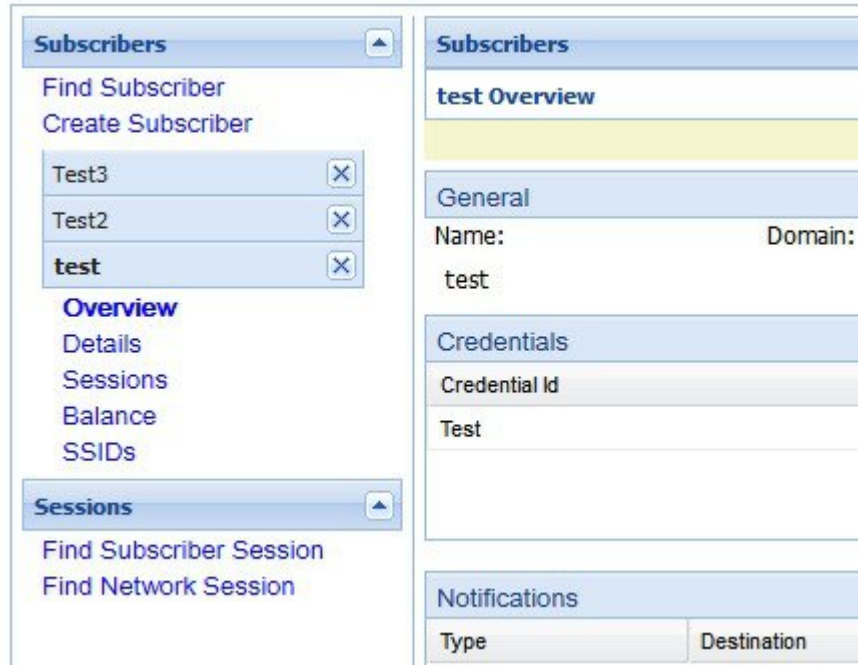 Subscribers
Find Subscriber
Create Subscriber
Test3
Test2
test
Overview
Details
Sessions
Balance
SSIDs
Sessions
Find Subscriber Session
Find Network Session
Subscribers
test Overview
General
Name: Domain:
test
Credentials
Credential Id
Test
Notifications
Type Destination